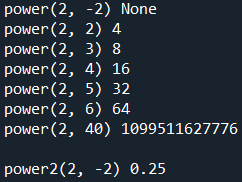 power(2, -2) None
power(2, 2) 4
power(2, 3) 8
power(2, 4) 16
power(2, 5) 32
power(2, 6) 64
power(2, 40) 1099511627776
power2(2, -2) 0.25